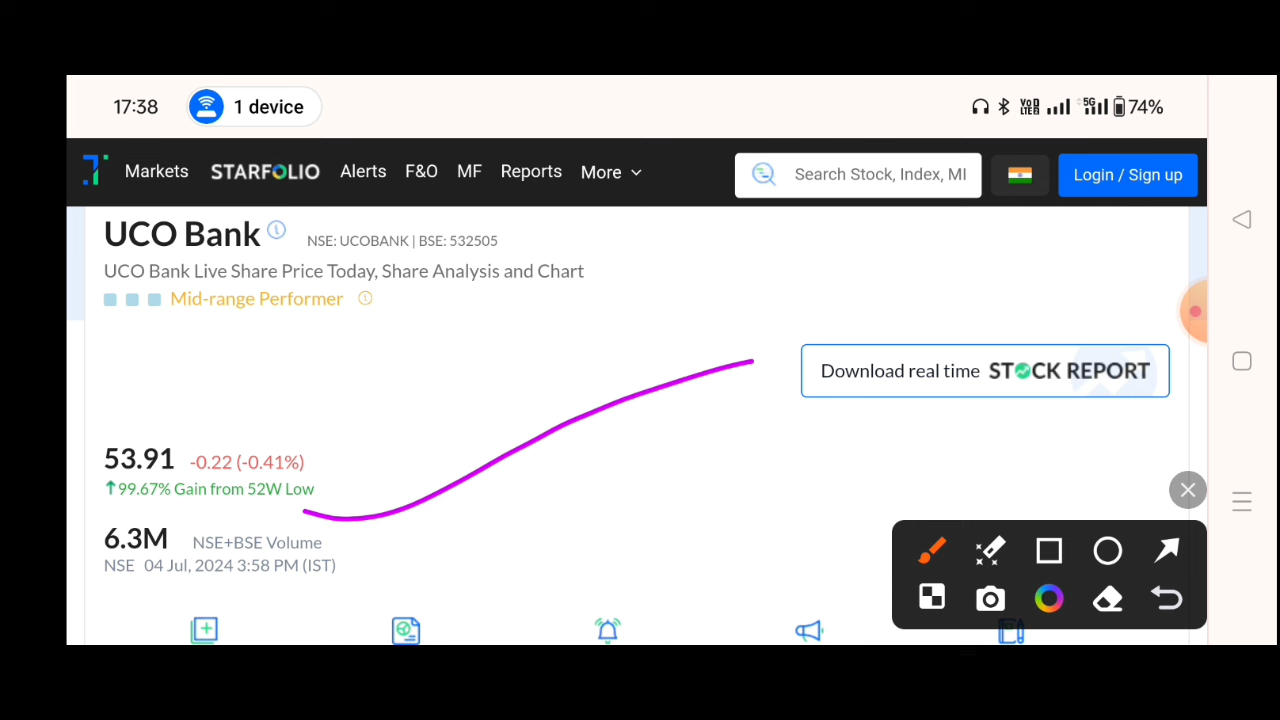 17:38 1 device VoD LTE 5G 74%
Markets STARFOLIO Alerts F&O MF Reports More Search Stock, Index, MI Login / Sign up
UCO Bank NSE: UCOBANK | BSE: 532505
UCO Bank Live Share Price Today, Share Analysis and Chart
Mid-range Performer
Download real time STOCK REPORT
53.91 -0.22 (-0.41%)
99.67% Gain from 52W Low
6.3M NSE+BSE Volume
NSE 04 Jul, 2024 3:58 PM (IST)